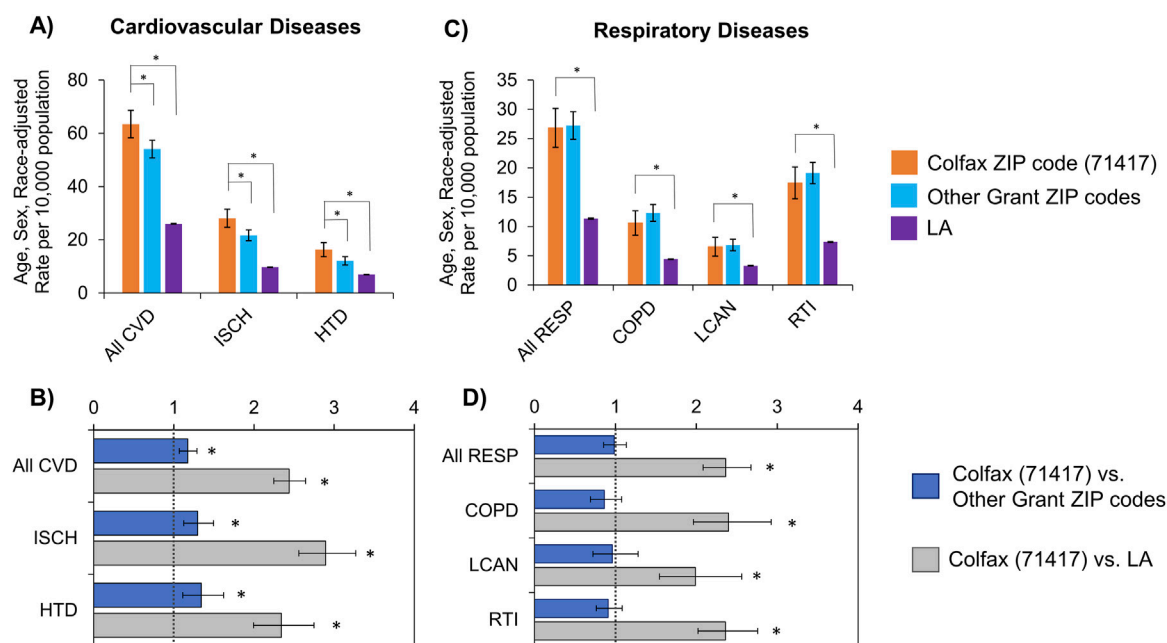 A)
Cardiovascular Diseases
Age, Sex, Race-adjusted
Rate per 10,000 population
80
60
40
20
0
*
*
*
*
*
*
All CVD
ISCH
HTD
C)
Respiratory Diseases
Age, Sex, Race-adjusted
Rate per 10,000 population
35
30
25
20
15
10
5
0
*
*
*
*
All RESP
COPD
LCAN
RTI
Colfax ZIP code (71417)
Other Grant ZIP codes
LA
B)
0 1 2 3 4
All CVD
*
*
ISCH
*
*
HTD
*
*
D)
0 1 2 3 4
All RESP
*
COPD
*
LCAN
*
RTI
*
Colfax (71417) vs.
Other Grant ZIP codes
Colfax (71417) vs. LA